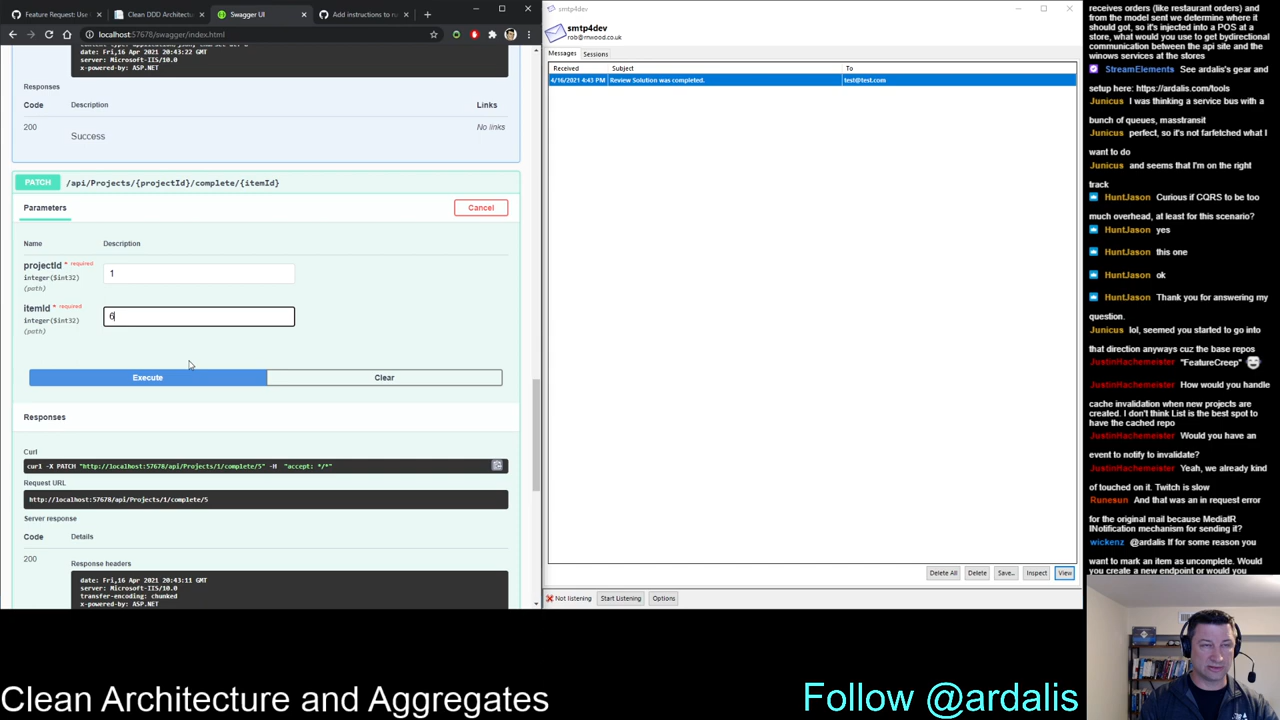 Feature Request: Use
Clean DDD Architectu
Swagger UI
Add instructions to ru
localhost:57678/swagger/index.html
date: Fri,16 Apr 2021 20:43:22 GMT
server: Microsoft-IIS/10.0
x-powered-by: ASP.NET
Responses
Code Description Links
200 Success No links
PATCH /api/Projects/{projectId}/complete/{itemId}
Parameters Cancel
Name Description
projectId * required
integer($int32)
(path)
1
itemId * required
integer($int32)
(path)
6
Execute Clear
Responses
Curl
curl -X PATCH "http://localhost:57678/api/Projects/1/complete/5" -H "accept: */*"
Request URL
http://localhost:57678/api/Projects/1/complete/5
Server response
Code Details
200 Response headers
date: Fri,16 Apr 2021 20:43:11 GMT
server: Microsoft-IIS/10.0
transfer-encoding: chunked
x-powered-by: ASP.NET
smtp4dev
smtp4dev
rob@rnwood.co.uk
Messages Sessions
Received Subject To
4/16/2021 4:43 PM Review Solution was completed. test@test.com
Delete All Delete Save... Inspect View
Not listening Start Listening Options
receives orders (like restaurant orders) and
from the model sent we determine where it
should got, so it's injected into a POS at a
store, what would you use to get bydirectional
communication between the api site and the
winows services at the stores
StreamElements See ardalis's gear and
setup here: https://ardalis.com/tools
Junicus I was thinking a service bus with a
bunch of queues, masstransit
Junicus perfect, so it's not farfetched what I
want to do
Junicus and seems that I'm on the right
track
HuntJason Curious if CQRS to be too
much overhead, at least for this scenario?
HuntJason yes
HuntJason this one
HuntJason ok
HuntJason Thank you for answering my
question.
Junicus lol, seemed you started to go into
that direction anyways cuz the base repos
JustinHachemeister "FeatureCreep"
JustinHachemeister How would you handle
cache invalidation when new projects are
created. I don't think List is the best spot to
have the cached repo
JustinHachemeister Would you have an
event to notify to invalidate?
JustinHachemeister Yeah, we already kind
of touched on it. Twitch is slow
Runesun And that was an in request error
for the original mail because MediatR
INotification mechanism for sending it?
wickenz @ardalis If for some reason you
want to mark an item as uncomplete. Would
you create a new endpoint or would you
Clean Architecture and Aggregates
Follow @ardalis